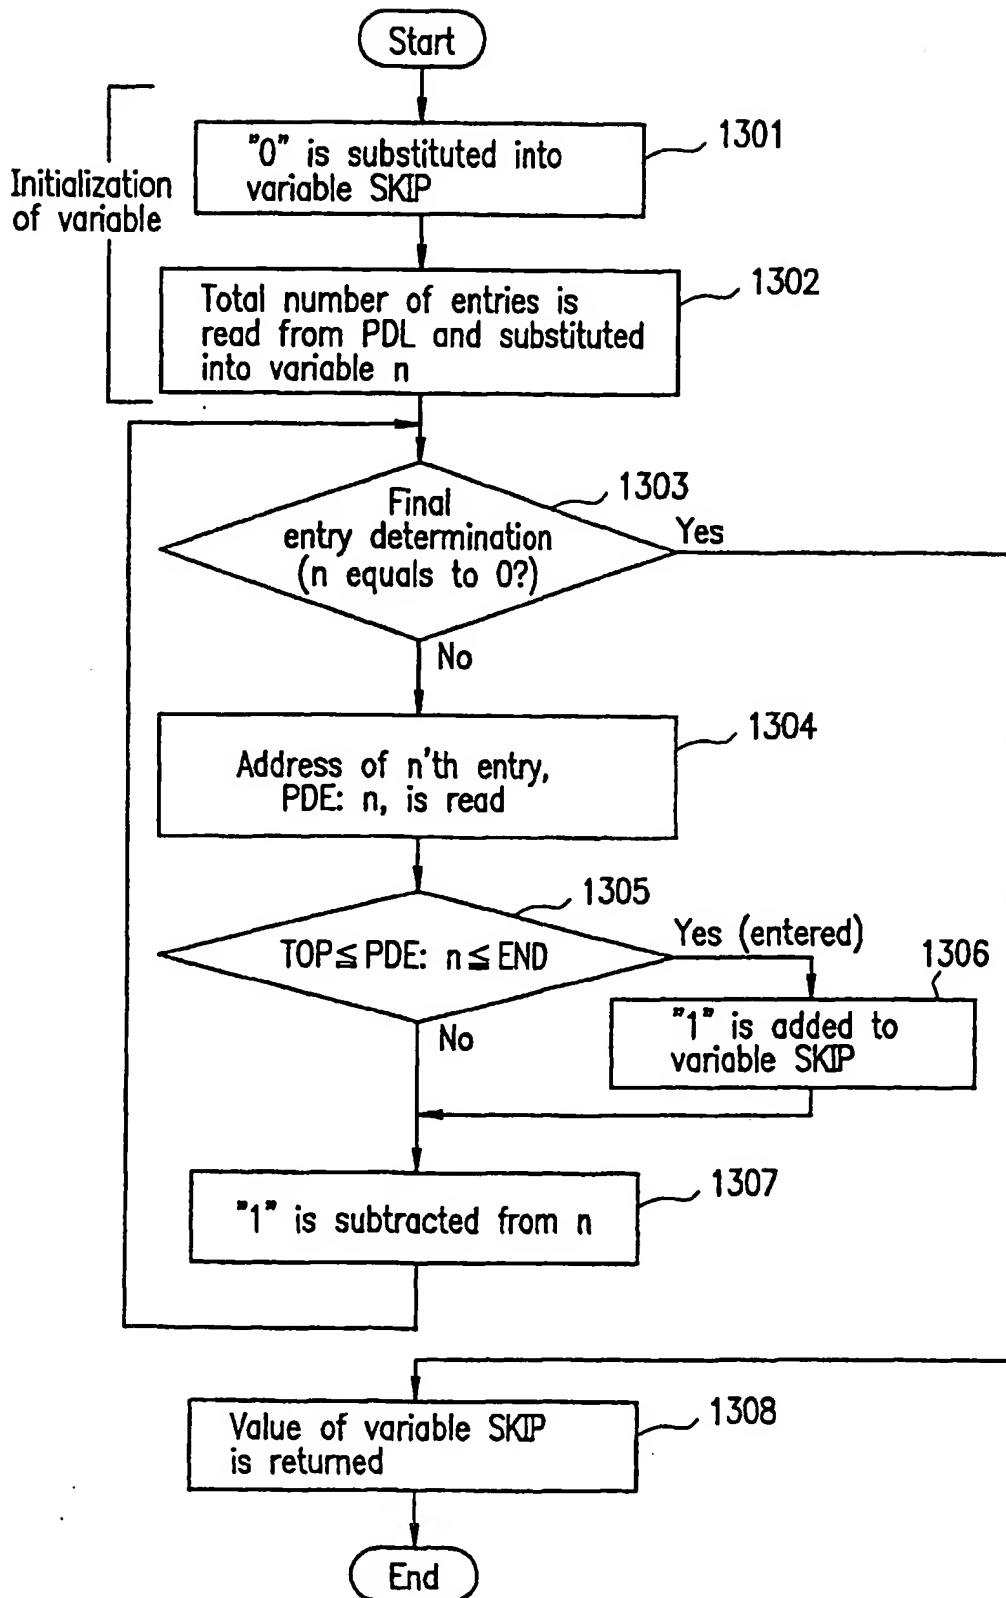 Start
Initialization
of variable
"0" is substituted into
variable SKIP
1301
Total number of entries is
read from PDL and substituted
into variable n
1302
Final
entry determination
(n equals to 0?)
1303
Yes
No
Address of n'th entry,
PDE: n, is read
1304
TOP≦PDE: n≦END
1305
Yes (entered)
No
"1" is added to
variable SKIP
1306
"1" is subtracted from n
1307
Value of variable SKIP
is returned
1308
End